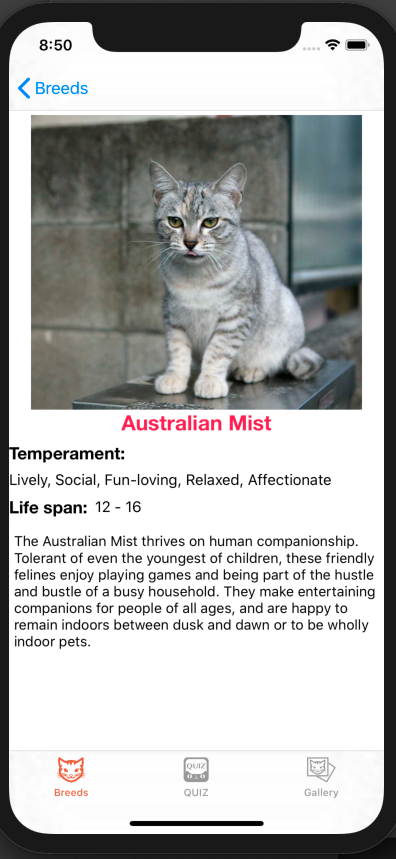 8:50
Breeds
Australian Mist
Temperament:
Lively, Social, Fun-loving, Relaxed, Affectionate
Life span: 12 - 16
The Australian Mist thrives on human companionship.
Tolerant of even the youngest of children, these friendly
felines enjoy playing games and being part of the hustle
and bustle of a busy household. They make entertaining
companions for people of all ages, and are happy to
remain indoors between dusk and dawn or to be wholly
indoor pets.
QUIZ
Breeds QUIZ Gallery